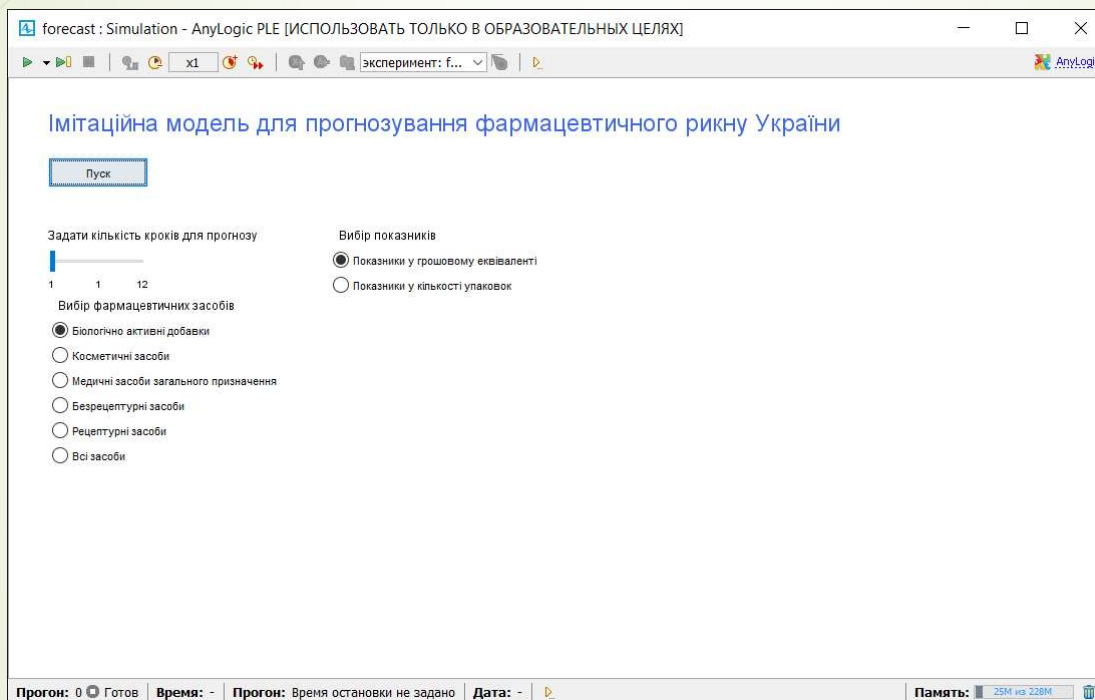 forecast : Simulation - AnyLogic PLE [ИСПОЛЬЗОВАТЬ ТОЛЬКО В ОБРАЗОВАТЕЛЬНЫХ ЦЕЛЯХ]
x1 эксперимент: f... AnyLogi
Імітаційна модель для прогнозування фармацевтичного рикну України
Пуск
Задати кількість кроків для прогнозу
1 1 12
Вибір показників
Показники у грошовому еквіваленті
Показники у кількості упаковок
Вибір фармацевтичних засобів
Біологічно активні добавки
Косметичні засоби
Медичні засоби загального призначення
Безрецептурні засоби
Рецептурні засоби
Всі засоби
Прогон: 0 Готов Время: - Прогон: Время остановки не задано Дата: - Память: 25M из 228M